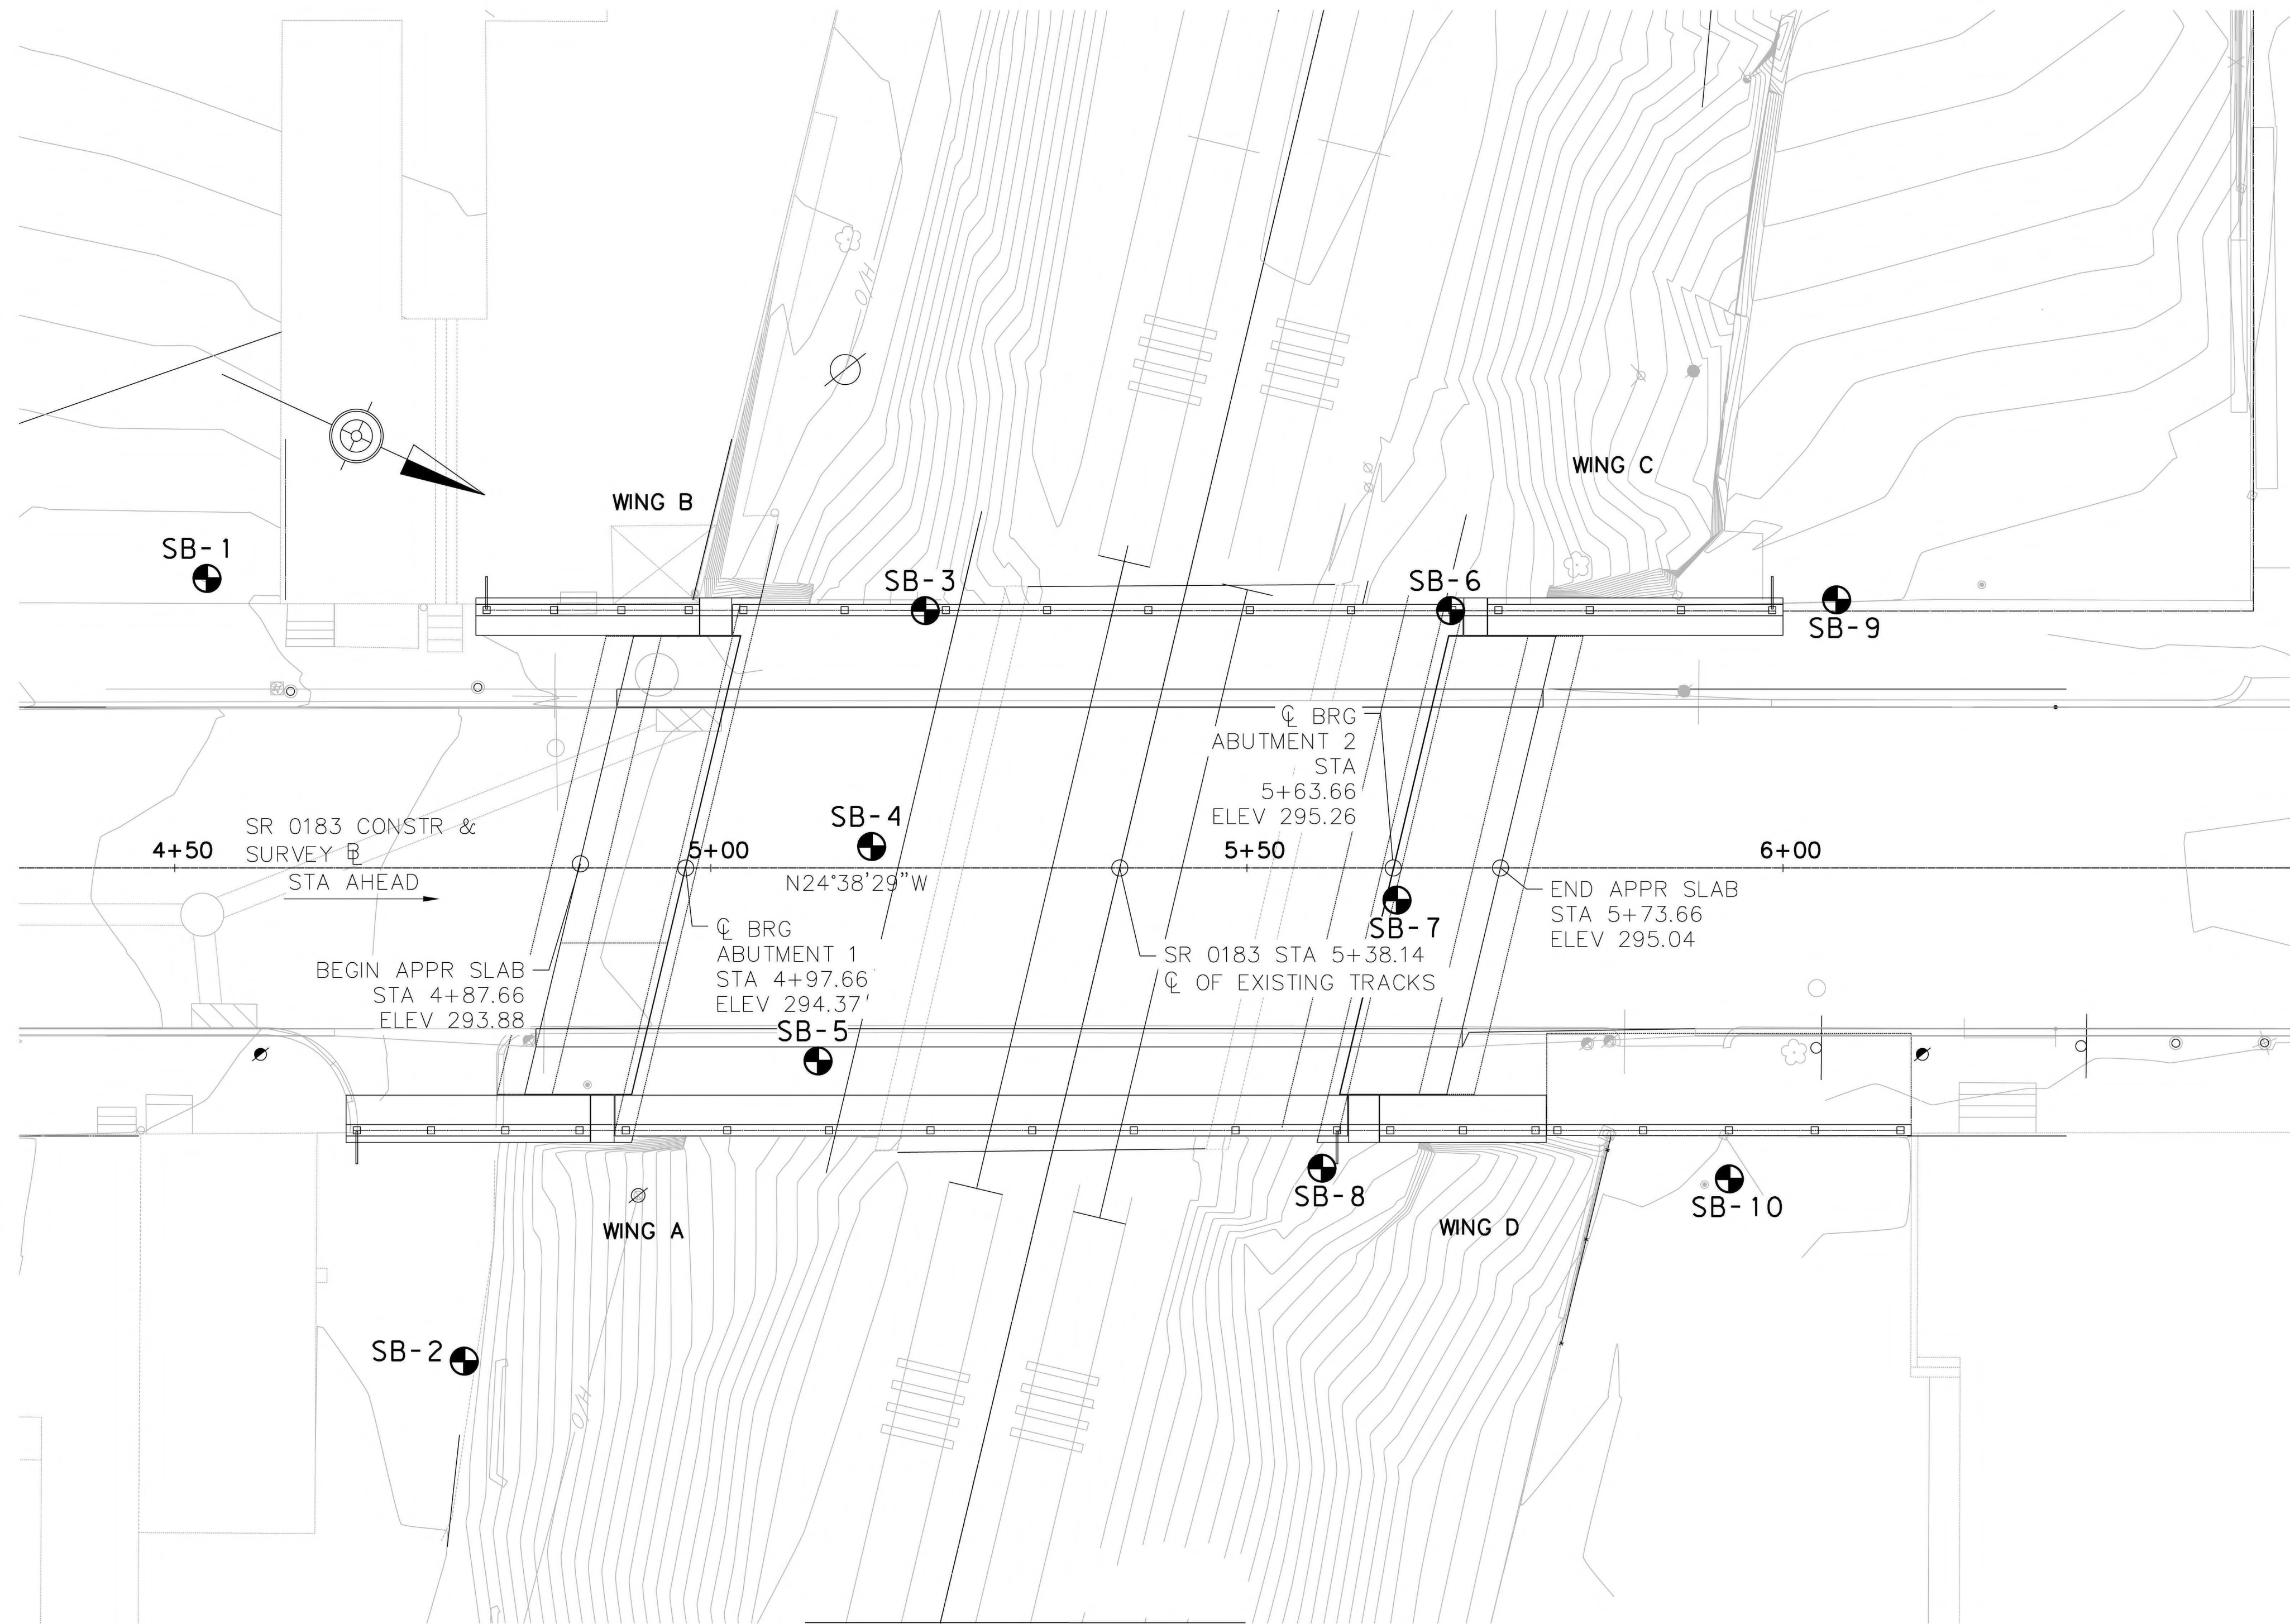 O/H
WING C
WING B
SB-1
SB-3
SB-6
SB-9
℄ BRG
ABUTMENT 2
STA
5+63.66
ELEV 295.26
SB-4
SR 0183 CONSTR &
SURVEY ⅊
STA AHEAD
4+50
5+00
5+50
6+00
N24°38'29"W
END APPR SLAB
STA 5+73.66
ELEV 295.04
SB-7
℄ BRG
ABUTMENT 1
STA 4+97.66
ELEV 294.37
SR 0183 STA 5+38.14
℄ OF EXISTING TRACKS
BEGIN APPR SLAB
STA 4+87.66
ELEV 293.88
SB-5
SB-8
SB-10
WING A
WING D
SB-2
O/H